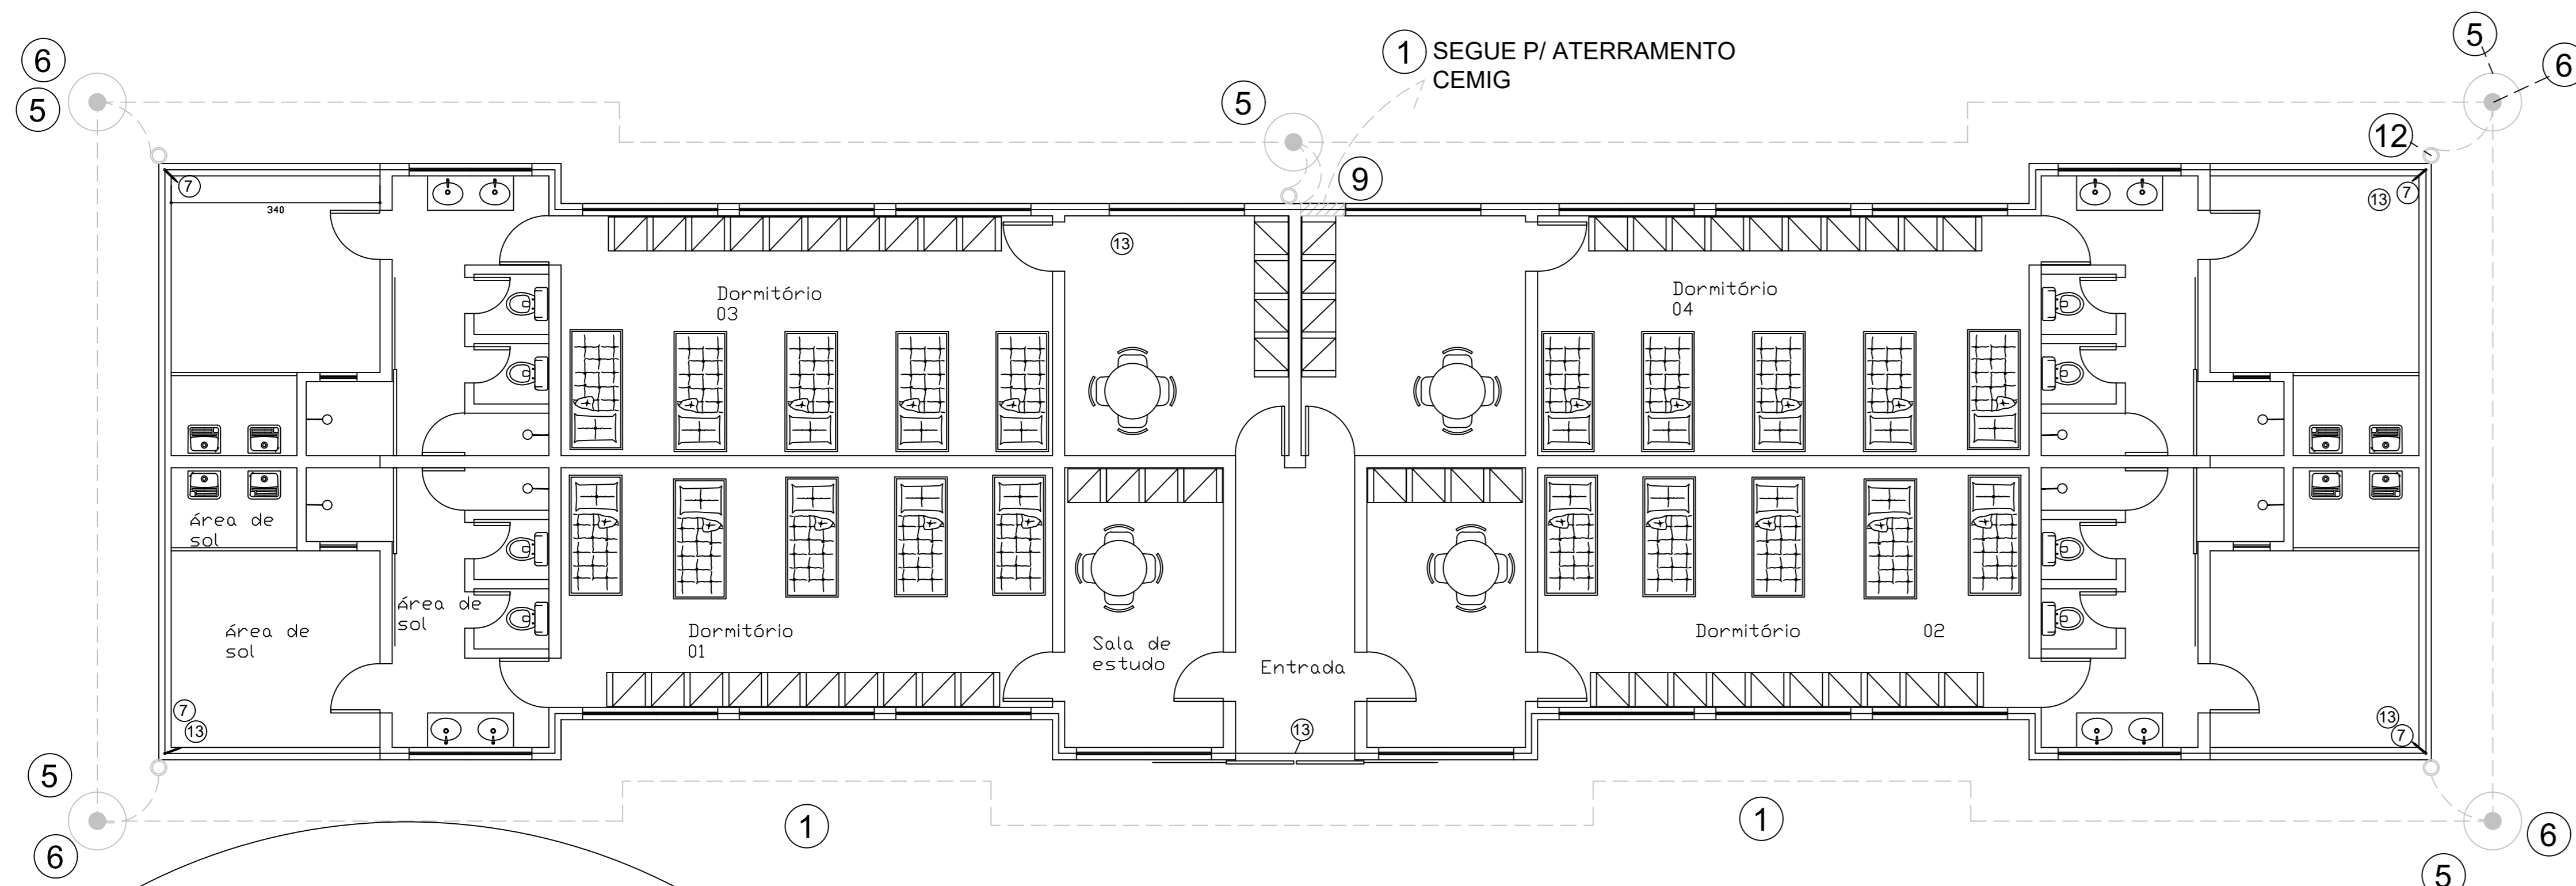 6
5
5
1 SEGUE P/ ATERRAMENTO
CEMIG
5
6
12
9
7
340
13
13
7
Dormitório
03
Dormitório
04
Área de
sol
Área de
sol
Área de
sol
Dormitório
01
Sala de
estudo
Entrada
Dormitório 02
7
13
13
13
7
5
6
1
1
6
5